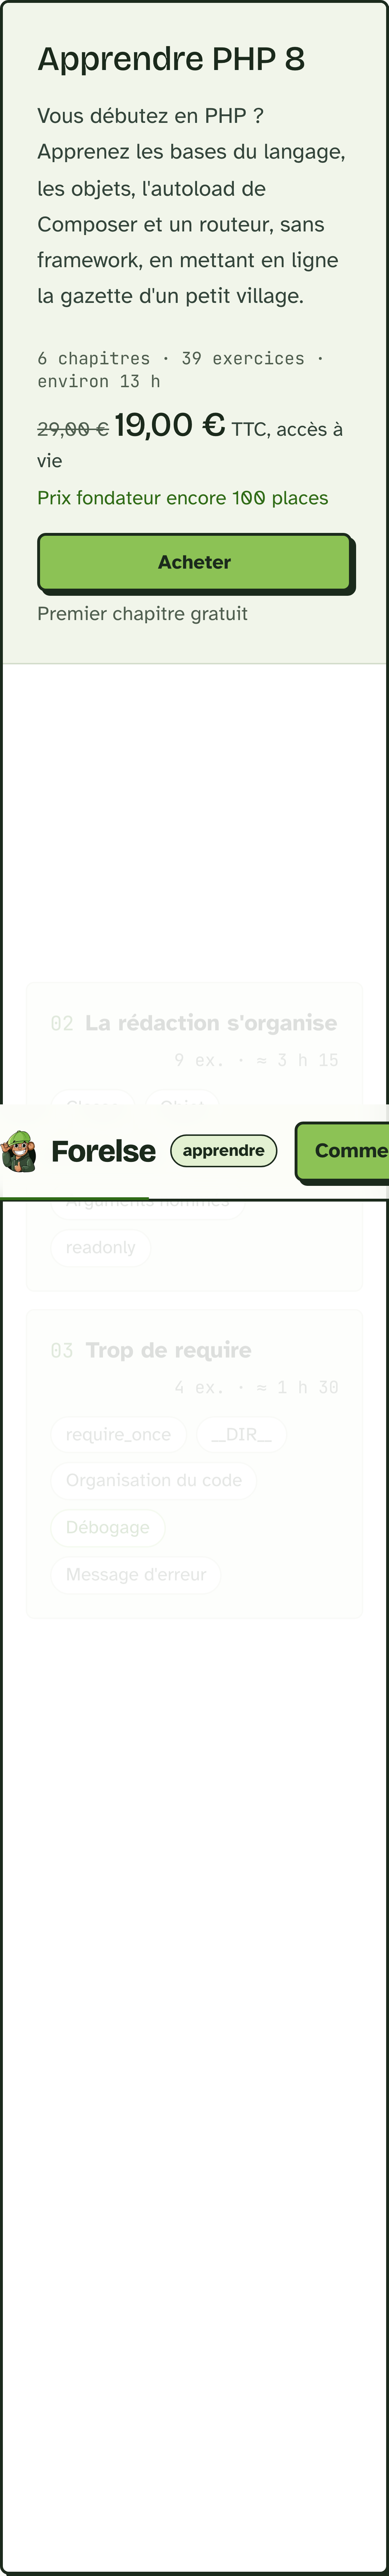 Apprendre PHP 8
Vous débutez en PHP ?
Apprenez les bases du langage,
les objets, l'autoload de
Composer et un routeur, sans
framework, en mettant en ligne
la gazette d'un petit village.
6 chapitres · 39 exercices ·
environ 13 h
29,00 € 19,00 € TTC, accès à
vie
Prix fondateur encore 100 places
Acheter
Premier chapitre gratuit
02 La rédaction s'organise
9 ex. · ≈ 3 h 15
Forelse apprendre Comme
Arguments nommés
readonly
03 Trop de require
4 ex. · ≈ 1 h 30
require_once __DIR__
Organisation du code
Débogage
Message d'erreur